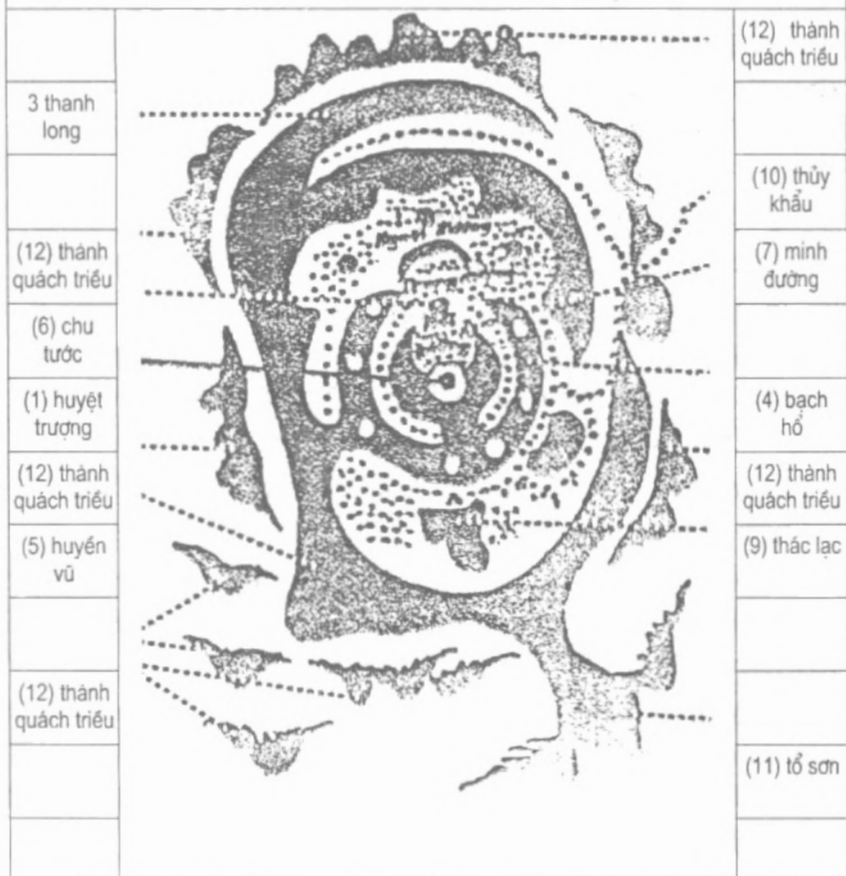 (12) thành
quách triều
3 thanh
long
(10) thủy
khẩu
(12) thành
quách triều
(7) minh
đường
(6) chu
tước
(1) huyệt
trượng
(4) bạch
hổ
(12) thành
quách triều
(12) thành
quách triều
(5) huyền
vũ
(9) thác lạc
(12) thành
quách triều
(11) tổ sơn